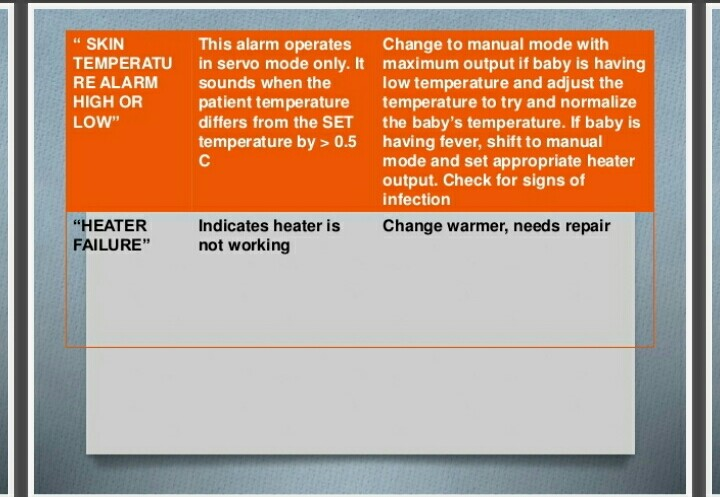 “ SKIN
TEMPERATU
RE ALARM
HIGH OR
LOW”
This alarm operates
in servo mode only. It
sounds when the
patient temperature
differs from the SET
temperature by > 0.5
C
Change to manual mode with
maximum output if baby is having
low temperature and adjust the
temperature to try and normalize
the baby’s temperature. If baby is
having fever, shift to manual
mode and set appropriate heater
output. Check for signs of
infection
“HEATER
FAILURE”
Indicates heater is
not working
Change warmer, needs repair